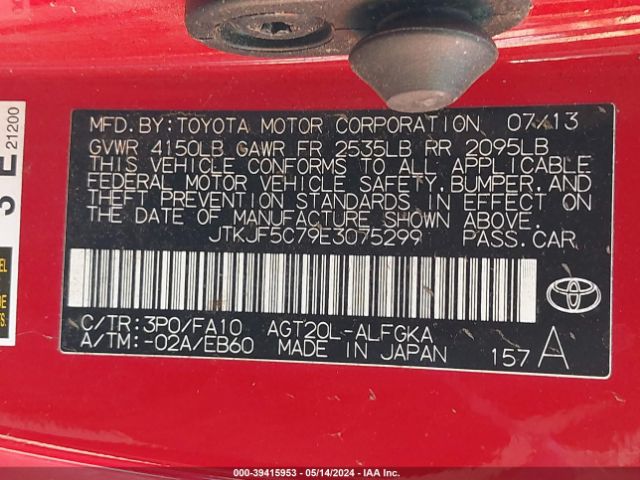 MFD.BY:TOYOTA MOTOR CORPORATION 07/13
GVWR 4150LB GAWR FR 2535LB RR 2095LB
THIS VEHICLE CONFORMS TO ALL APPLICABLE
FEDERAL MOTOR VEHICLE SAFETY,BUMPER,AND
THEFT PREVENTION STANDARDS IN EFFECT ON
THE DATE OF MANUFACTURE SHOWN ABOVE.
JTKJF5C79E3075299 PASS.CAR
C/TR:3P0/FA10 AGT20L-ALFGKA
A/TM:-02A/EB60 MADE IN JAPAN 157 A
21200
000-39415953 // 05/14/2024 // IAA INC.